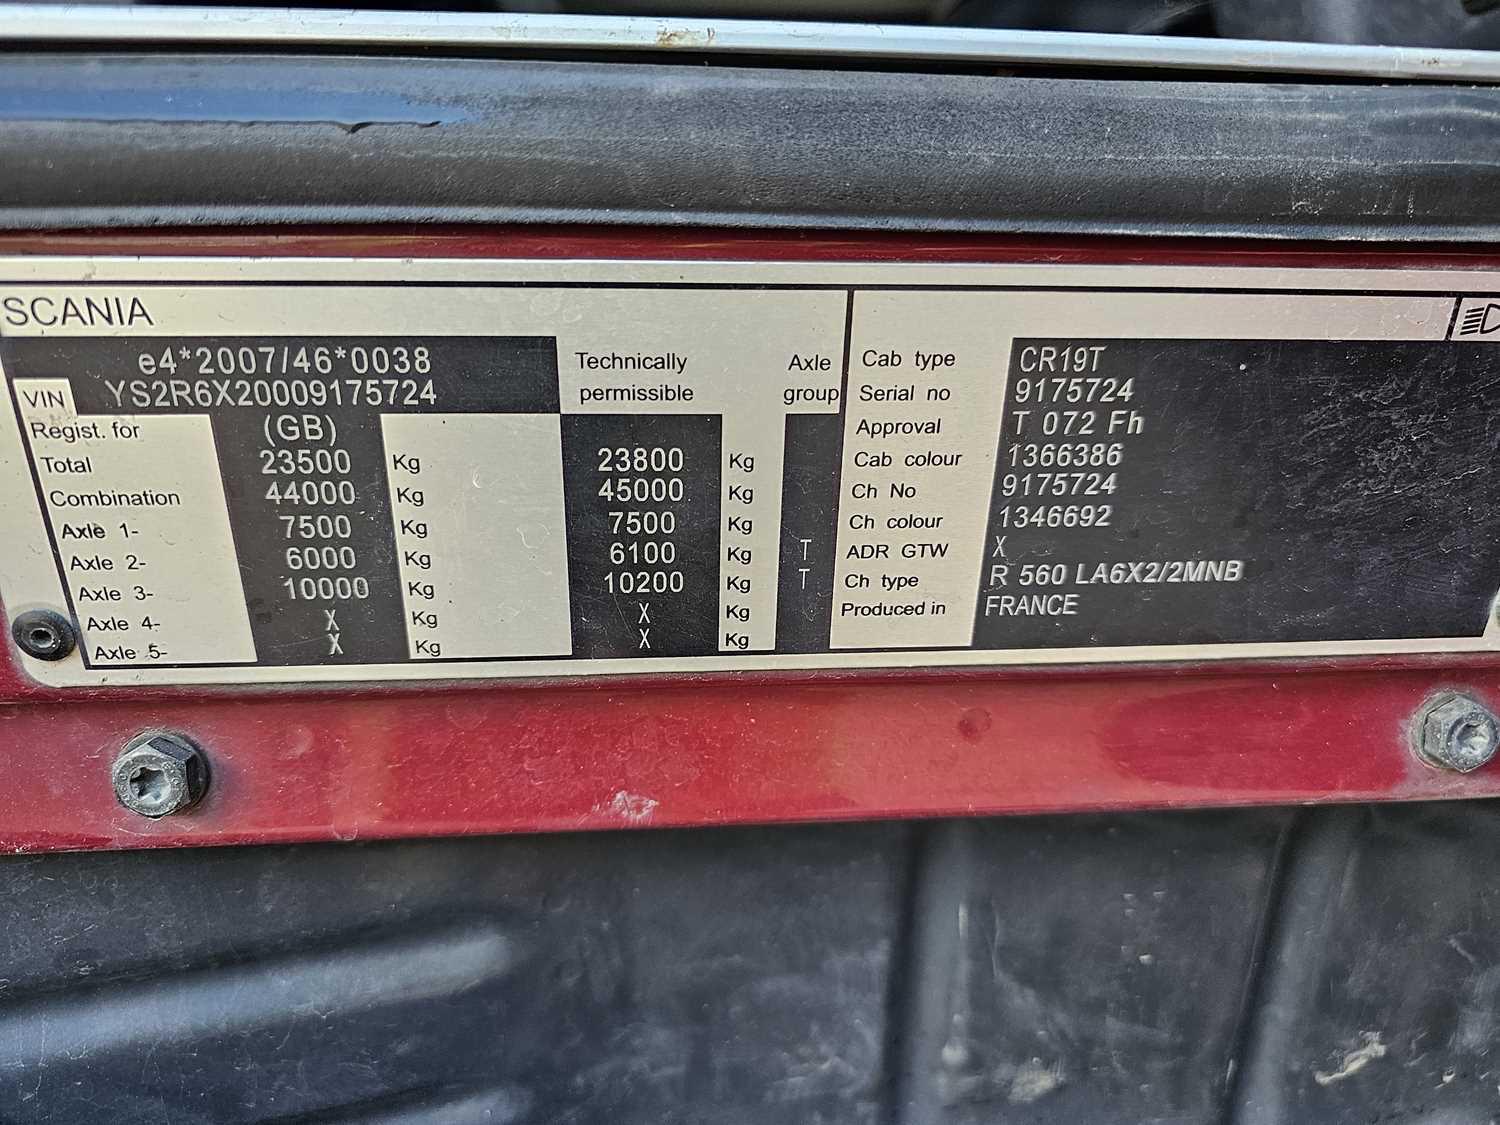 SCANIA
e4*2007/46*0038
VIN YS2R6X20009175724
Technically permissible
Axle group
Regist. for (GB)
Total 23500 Kg 23800 Kg
Combination 44000 Kg 45000 Kg
Axle 1- 7500 Kg 7500 Kg
Axle 2- 6000 Kg 6100 Kg T
Axle 3- 10000 Kg 10200 Kg T
Axle 4- X Kg X Kg
Axle 5- X Kg X Kg
Cab type CR19T
Serial no 9175724
Approval T 072 Fh
Cab colour 1366386
Ch No 9175724
Ch colour 1346692
ADR GTW X
Ch type R 560 LA6X2/2MNB
Produced in FRANCE